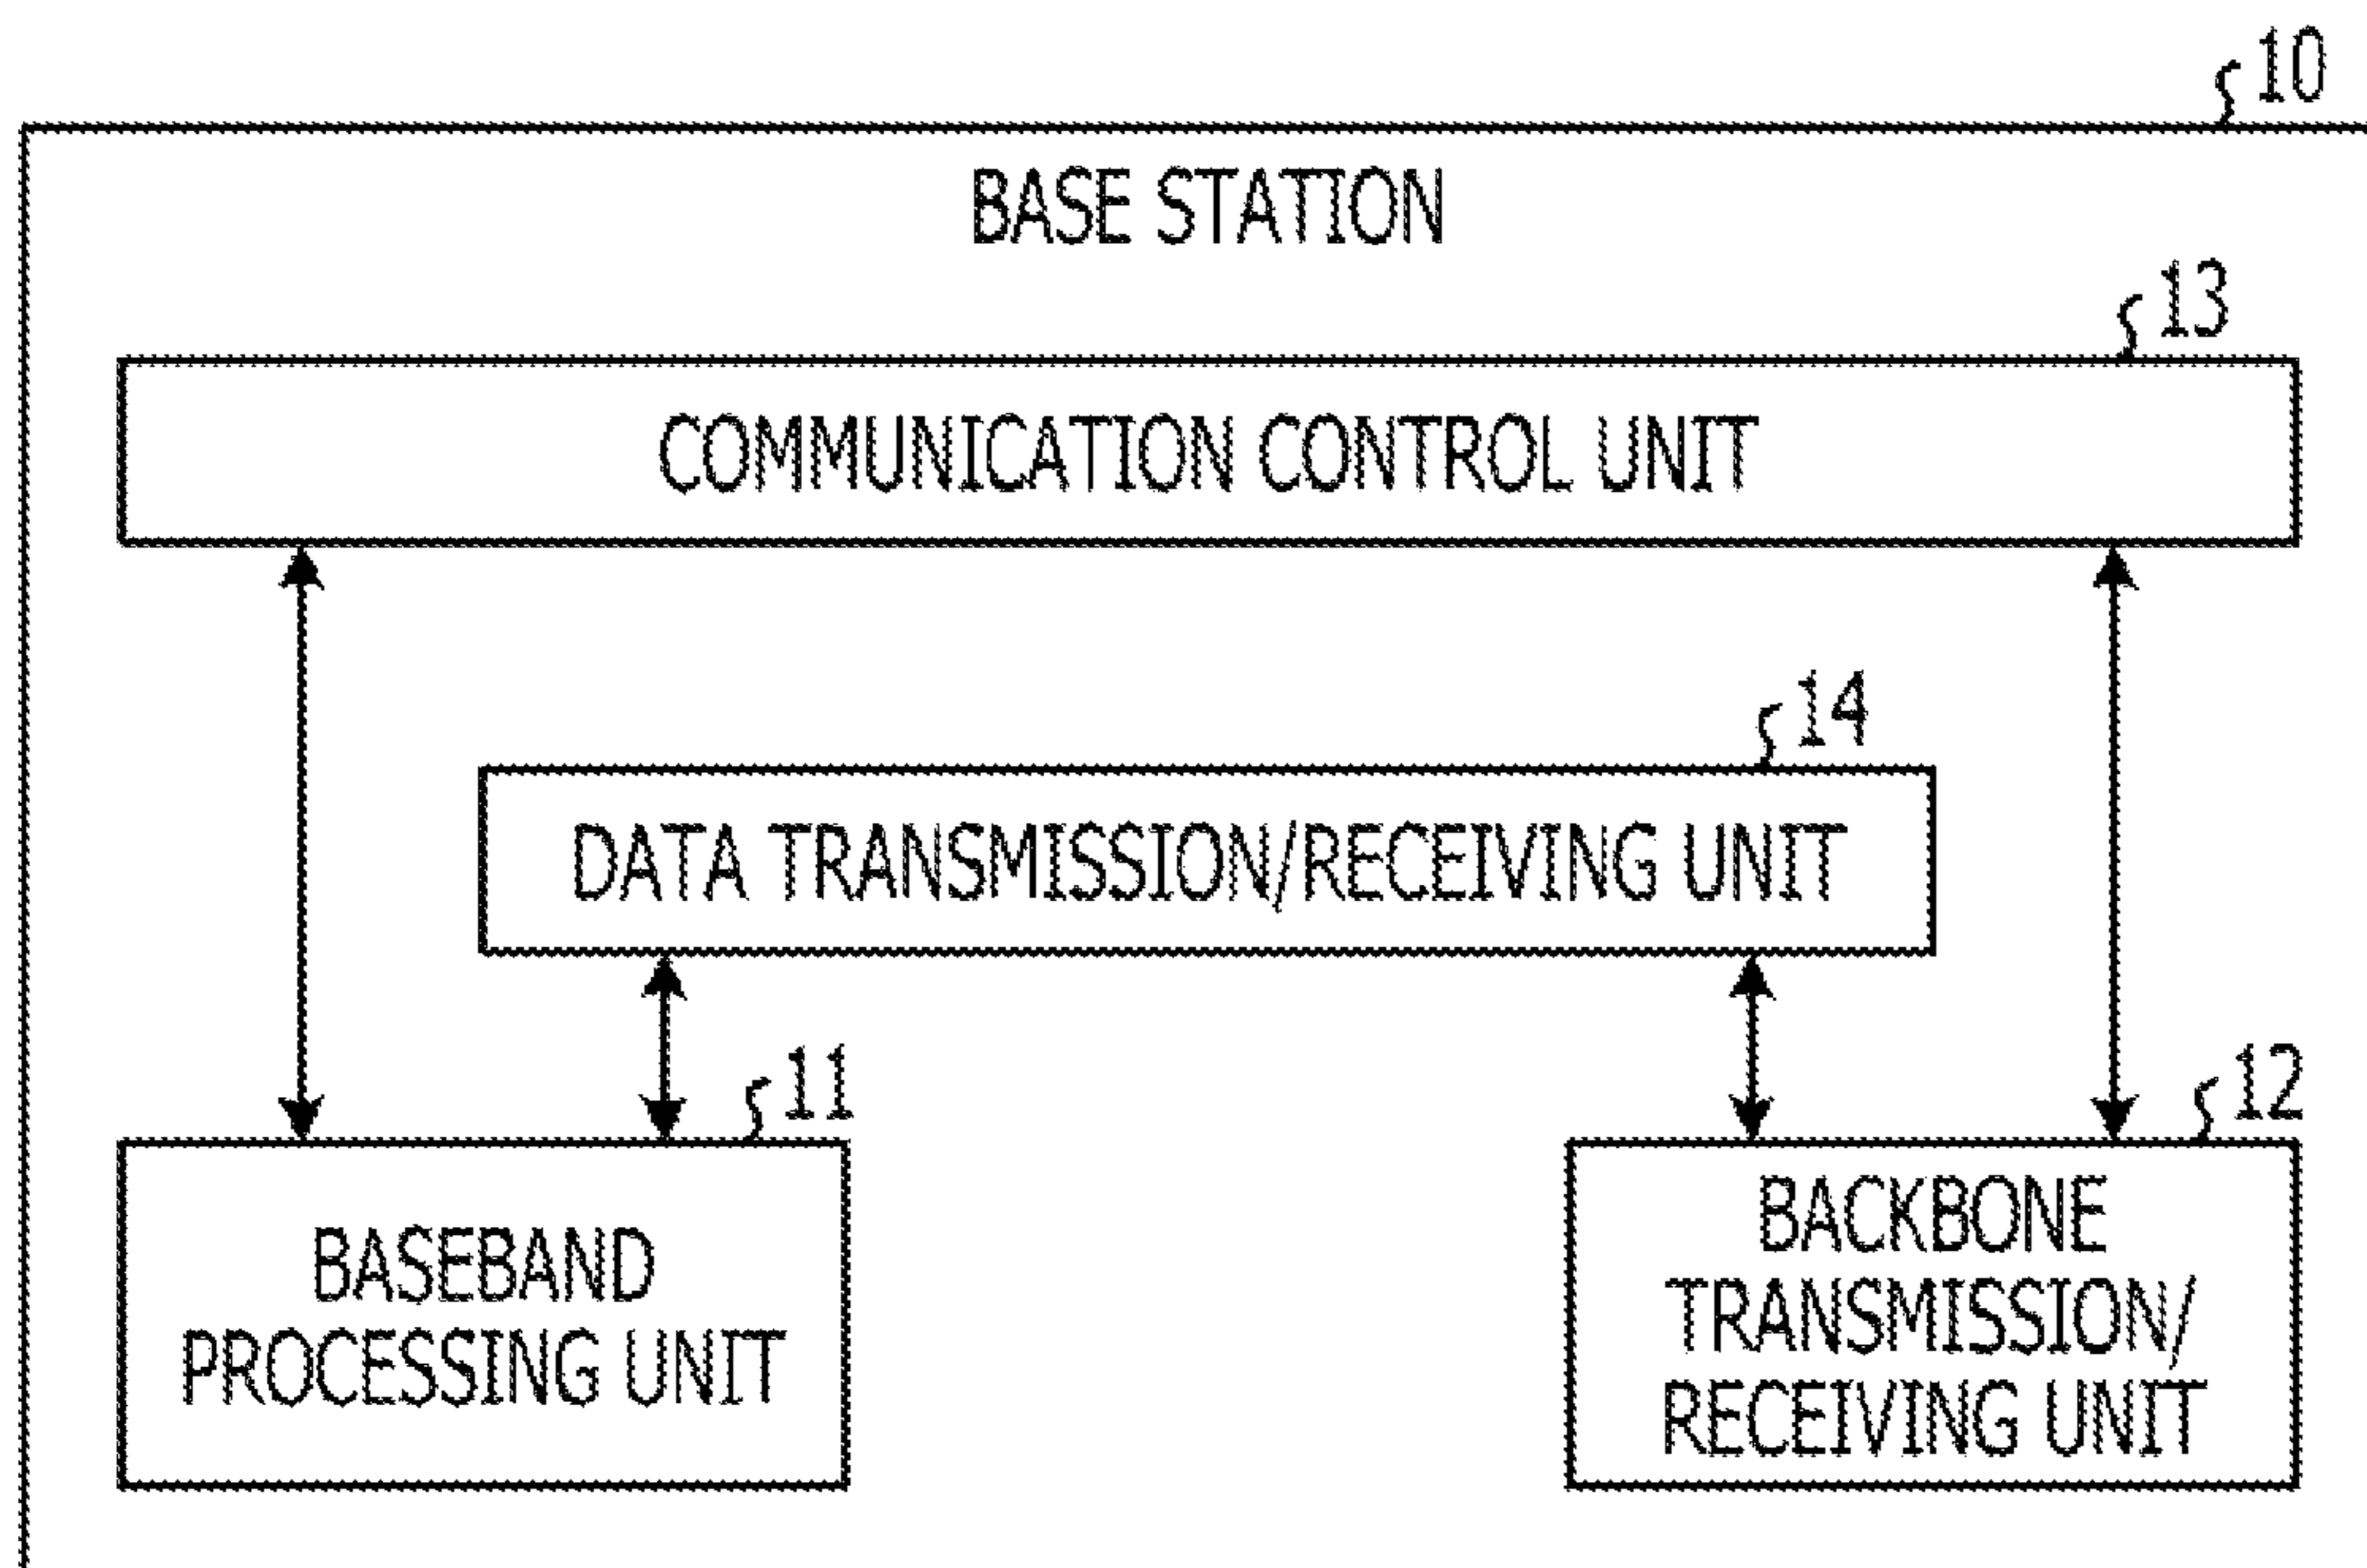 10
BASE STATION
13
COMMUNICATION CONTROL UNIT
14
DATA TRANSMISSION/RECEIVING UNIT
11
12
BASEBAND
PROCESSING UNIT
BACKBONE
TRANSMISSION/
RECEIVING UNIT